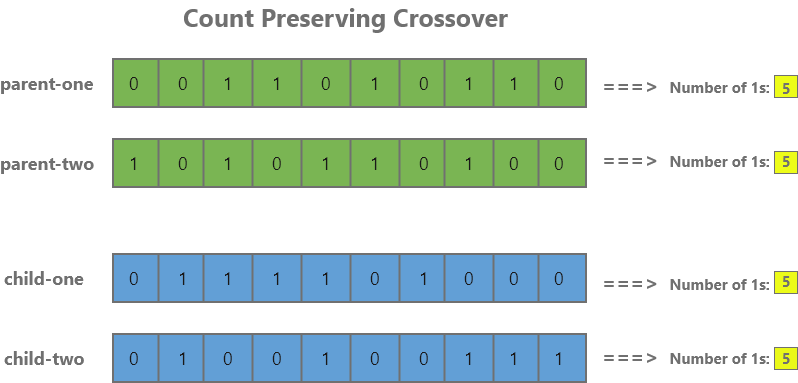 Count Preserving Crossover
parent-one 0 0 1 1 0 1 0 1 1 0 ===> Number of 1s: 5
parent-two 1 0 1 0 1 1 0 1 0 0 ===> Number of 1s: 5
child-one 0 1 1 1 1 0 1 0 0 0 ===> Number of 1s: 5
child-two 0 1 0 0 1 0 0 1 1 1 ===> Number of 1s: 5